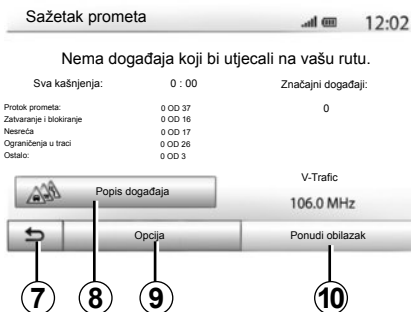 Sažetak prometa
12:02
Nema događaja koji bi utjecali na vašu rutu.
Sva kašnjenja: 0 : 00
Značajni događaji:
0
Protok prometa: 0 OD 37
Zatvaranje i blokiranje 0 OD 16
Nesreća 0 OD 17
Ograničenja u traci 0 OD 26
Ostalo: 0 OD 3
Popis događaja
V-Trafic
106.0 MHz
Opcija
Ponudi obilazak
7 8 9 10